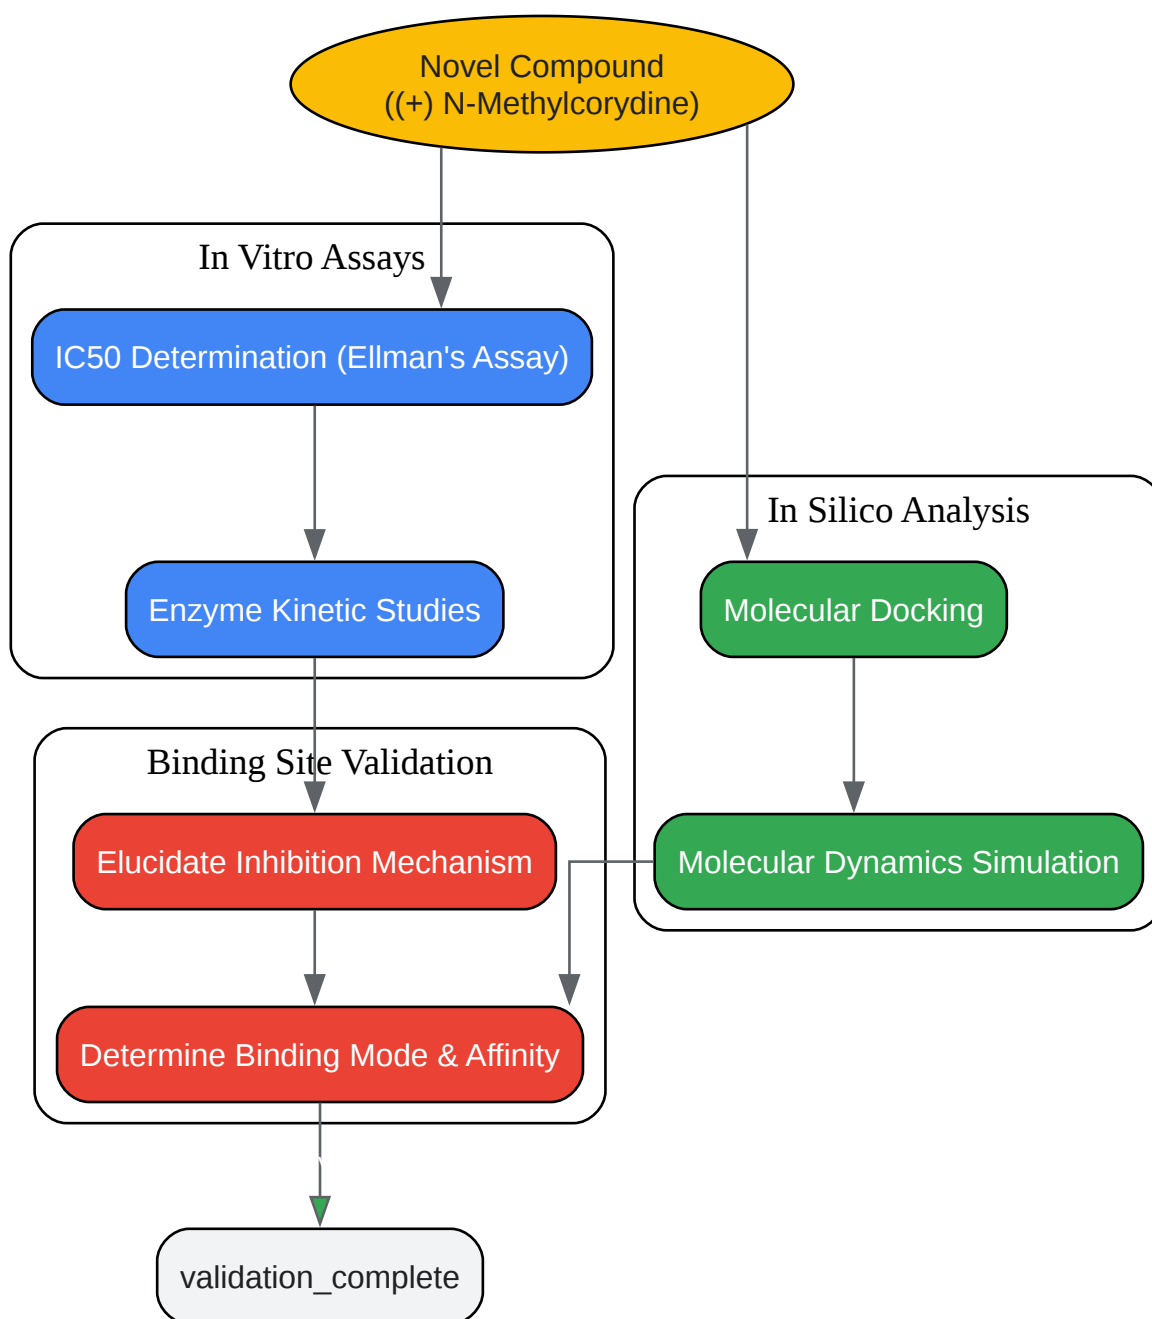 Novel Compound
((+) N-Methylcorydine)
In Vitro Assays
IC50 Determination (Ellman's Assay)
Enzyme Kinetic Studies
In Silico Analysis
Molecular Docking
Molecular Dynamics Simulation
Binding Site Validation
Elucidate Inhibition Mechanism
Determine Binding Mode & Affinity
validation_complete